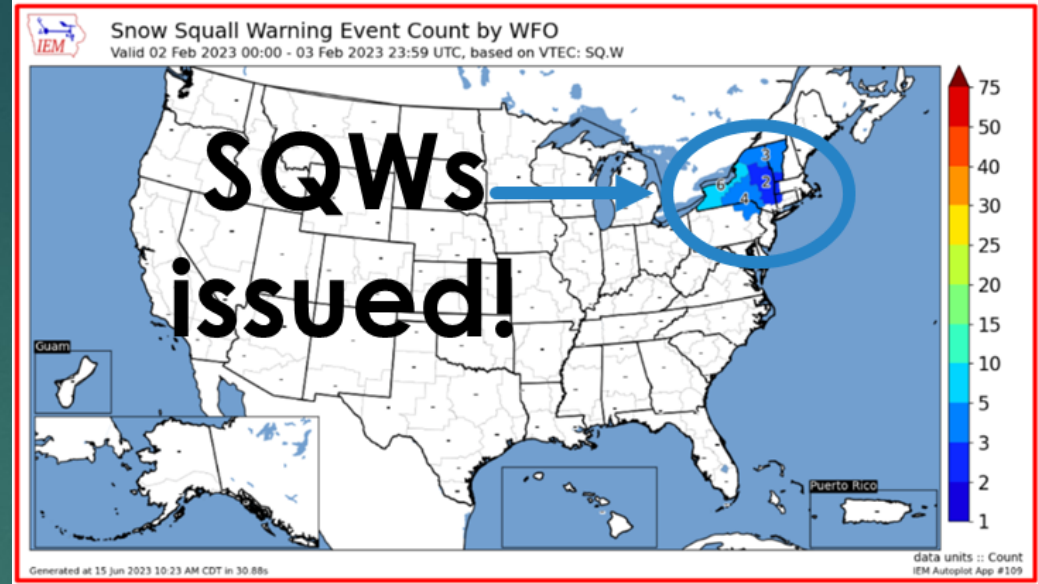 IEM
Snow Squall Warning Event Count by WFO
Valid 02 Feb 2023 00:00 - 03 Feb 2023 23:59 UTC, based on VTEC: SQ.W
SQWs
issued!
3
6
2
4
75
50
40
30
25
20
15
10
5
3
2
1
Guam
Puerto Rico
data units :: Count
Generated at 15 Jun 2023 10:23 AM CDT in 30.88s
IEM Autoplot App #109